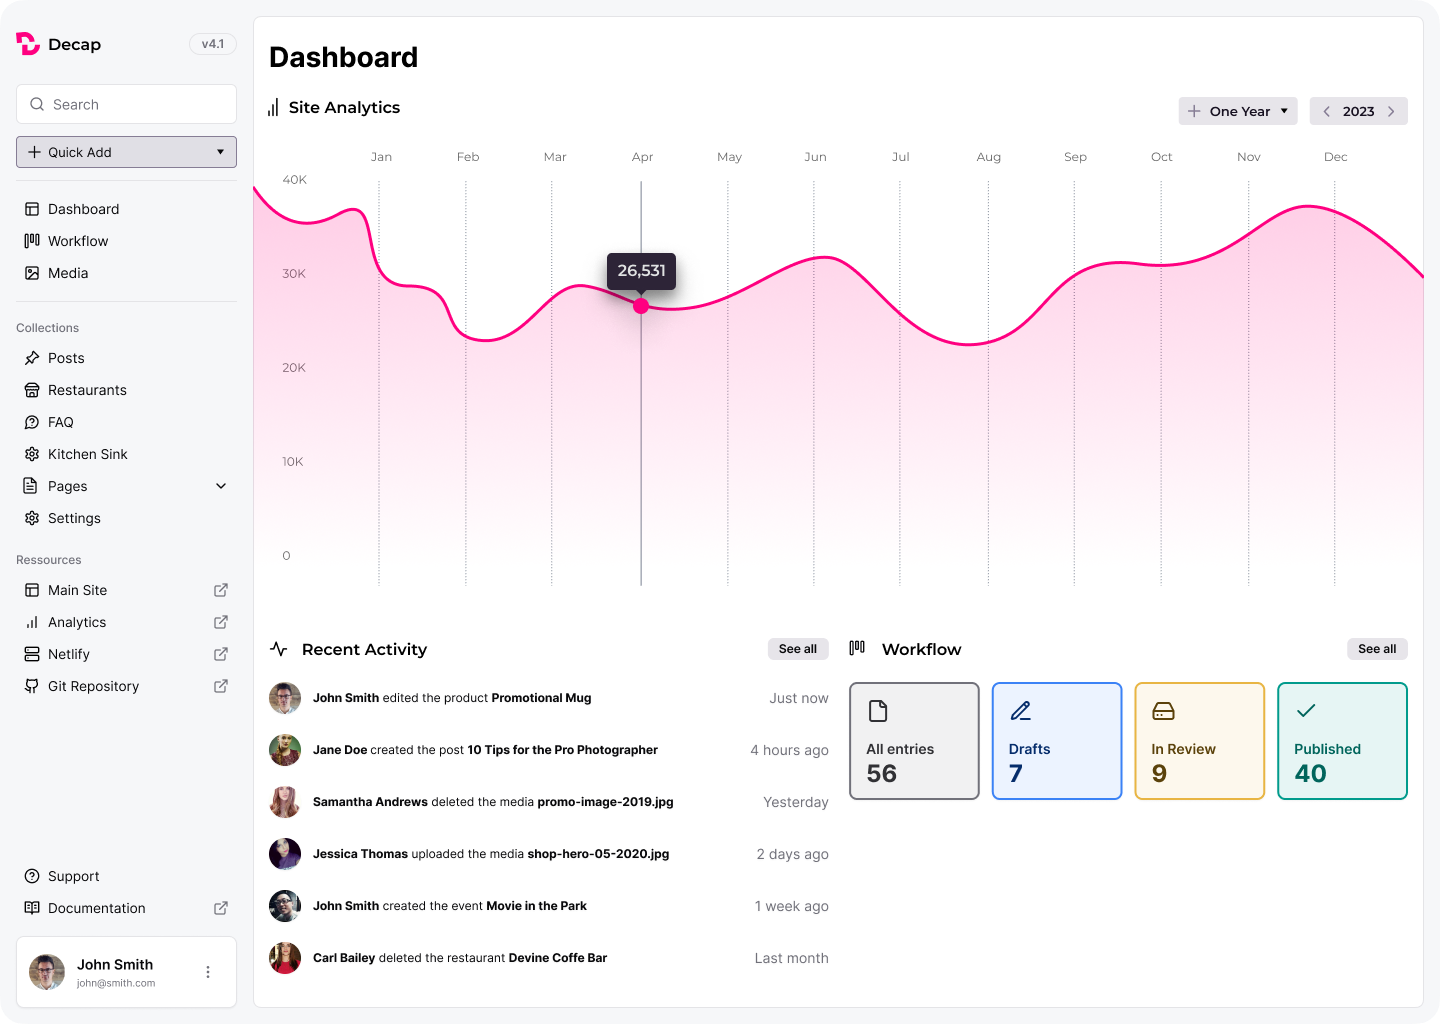 Decap
v4.1
Search
Quick Add
Dashboard
Workflow
Media
Collections
Posts
Restaurants
FAQ
Kitchen Sink
Pages
Settings
Ressources
Main Site
Analytics
Netlify
Git Repository
Support
Documentation
John Smith
john@smith.com
Dashboard
Site Analytics
One Year
2023
Jan Feb Mar Apr May Jun Jul Aug Sep Oct Nov Dec
40K
30K
20K
10K
0
26,531
Recent Activity
See all
John Smith edited the product Promotional Mug Just now
Jane Doe created the post 10 Tips for the Pro Photographer 4 hours ago
Samantha Andrews deleted the media promo-image-2019.jpg Yesterday
Jessica Thomas uploaded the media shop-hero-05-2020.jpg 2 days ago
John Smith created the event Movie in the Park 1 week ago
Carl Bailey deleted the restaurant Devine Coffe Bar Last month
Workflow
See all
All entries
56
Drafts
7
In Review
9
Published
40